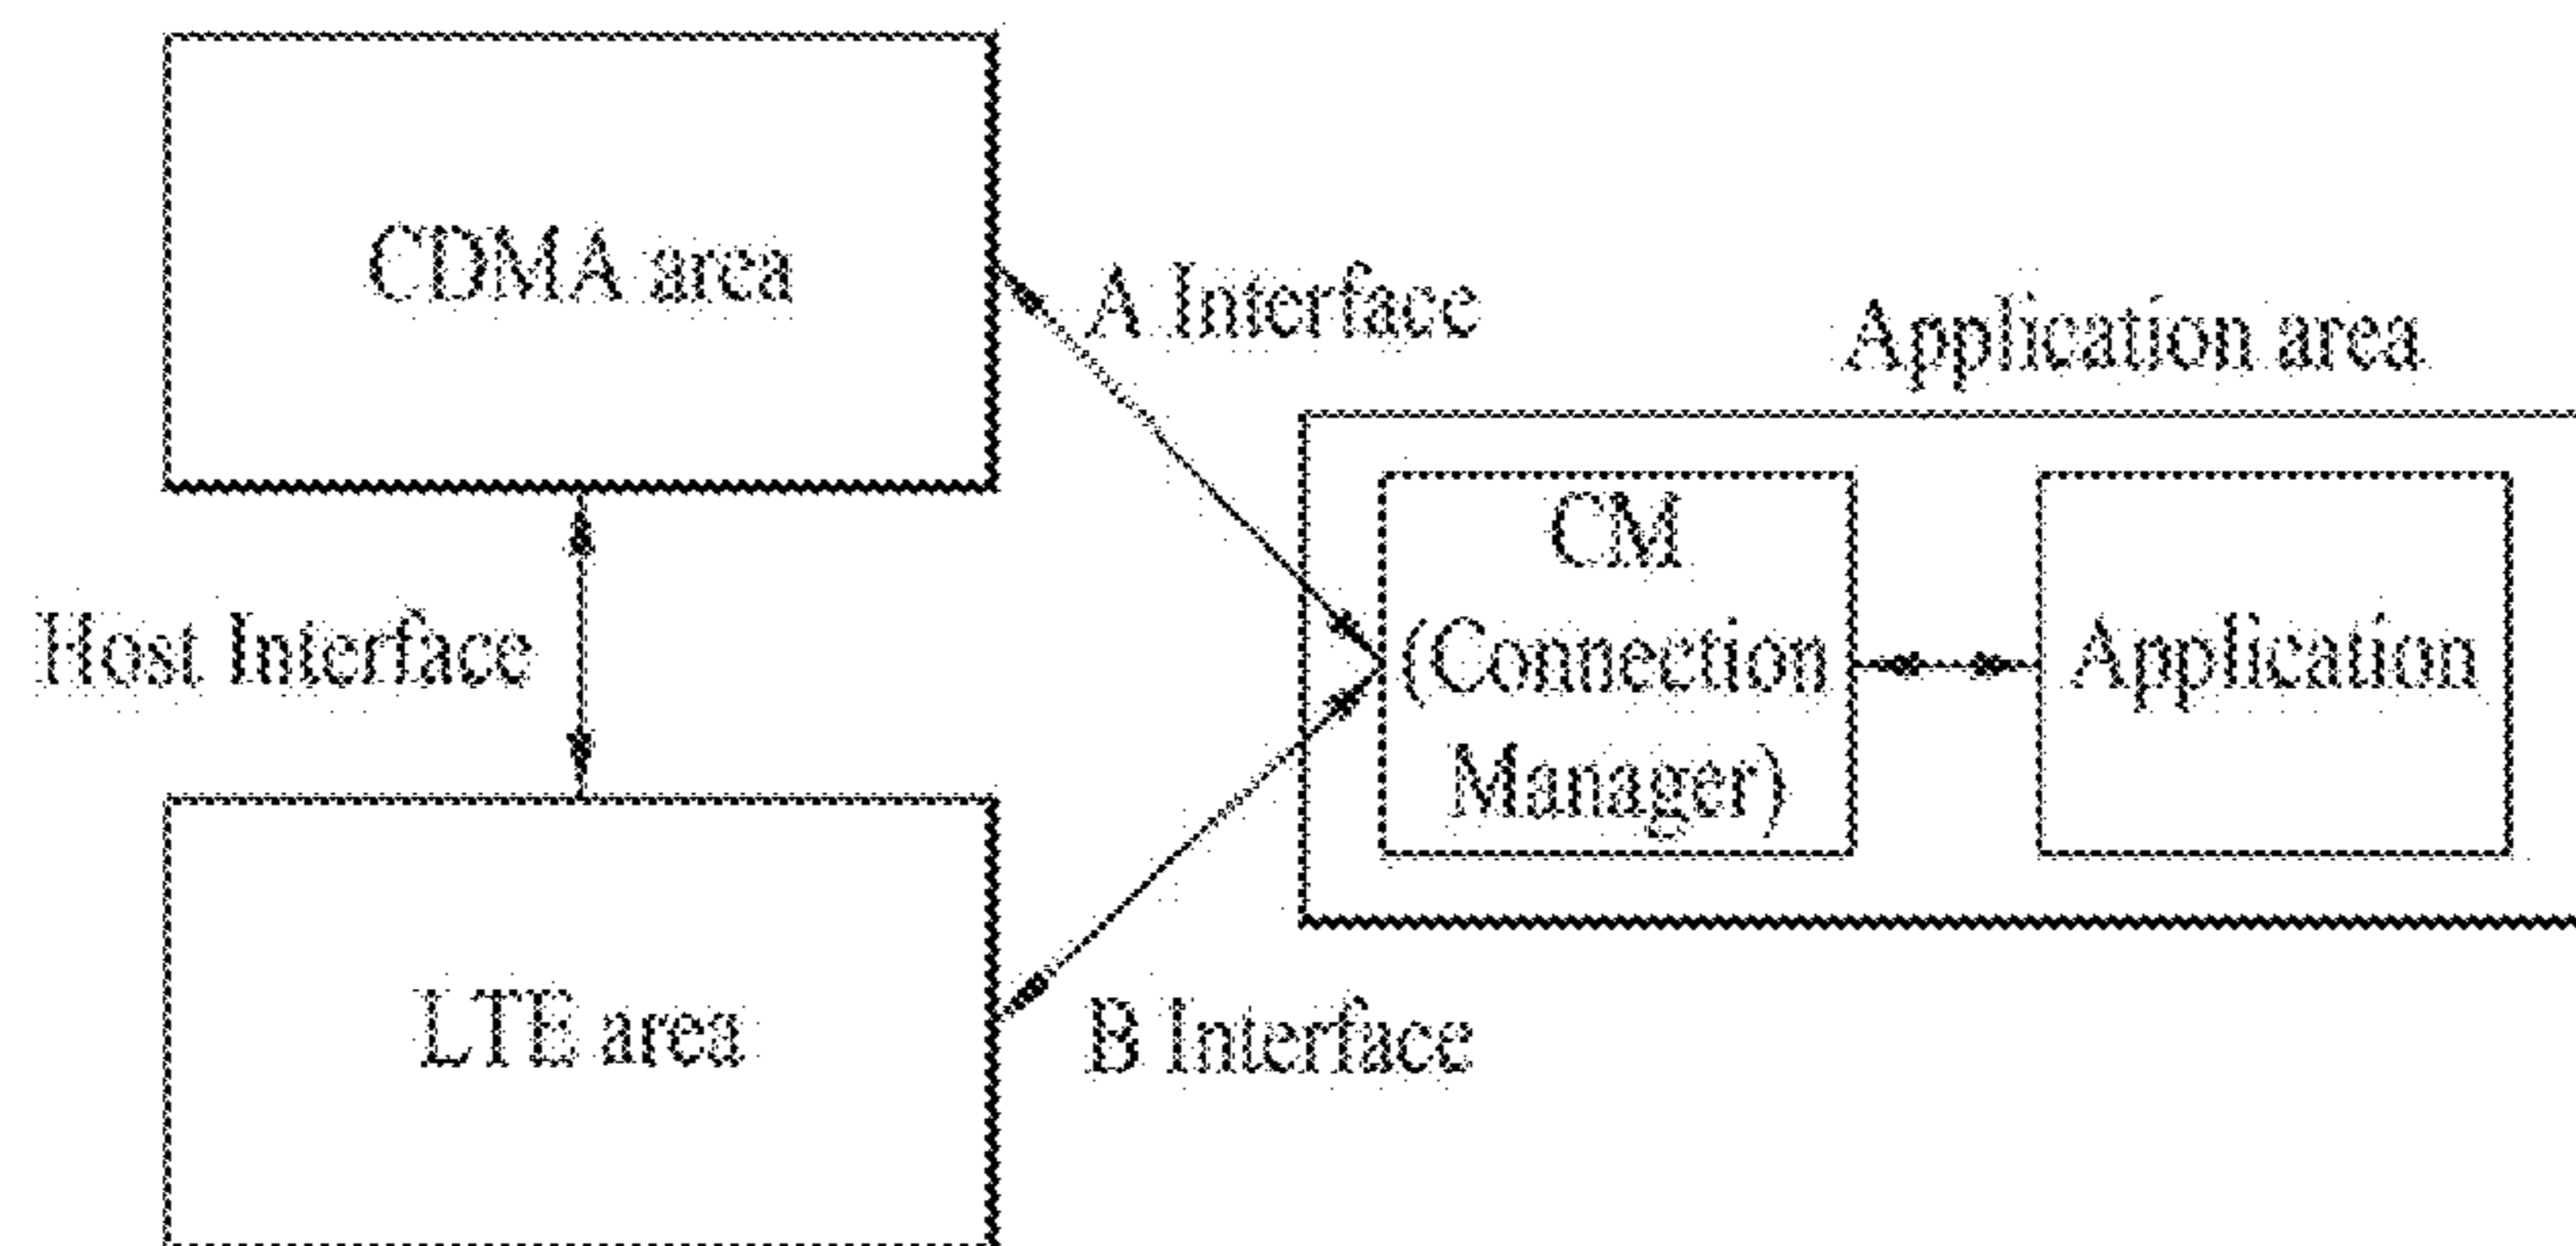 CDMA area
A Interface
Application area
CM
(Connection
Manager)
Application
Host Interface
LTE area
B Interface